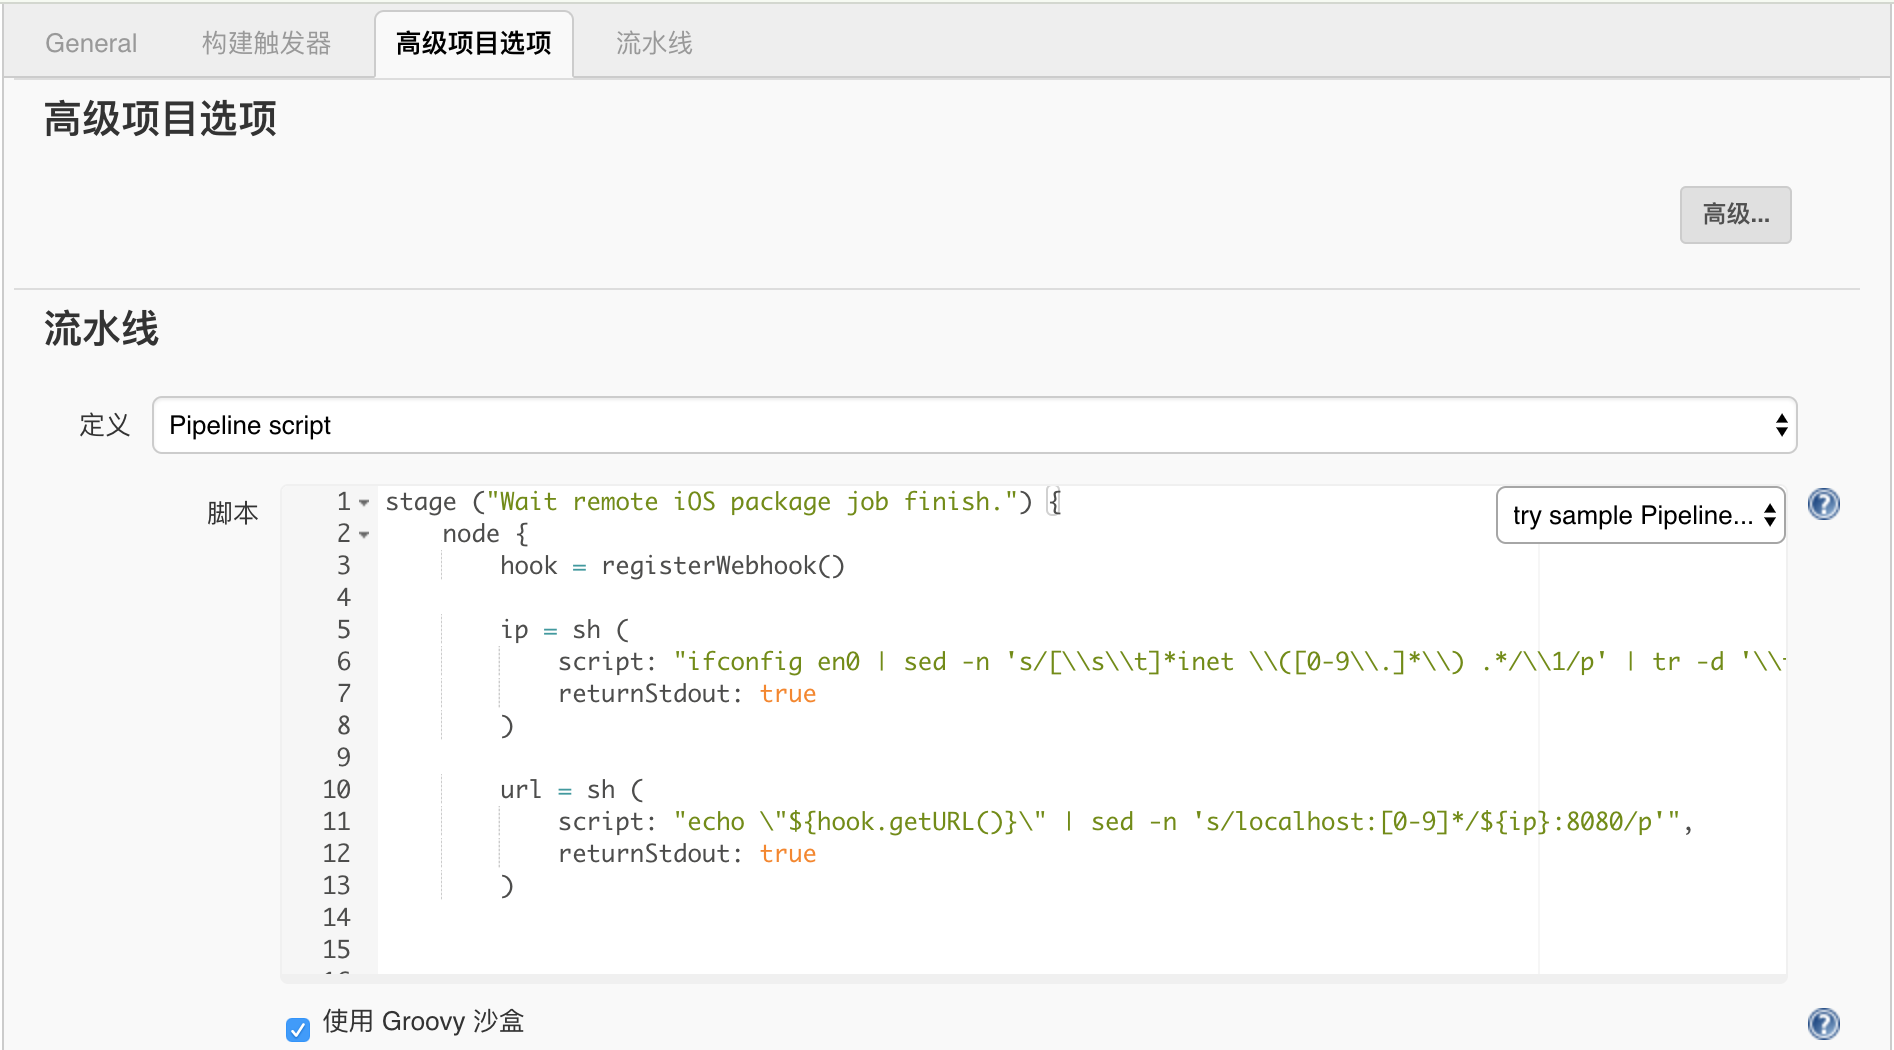 General 构建触发器 高级项目选项 流水线
高级项目选项
高级...
流水线
定义 Pipeline script
脚本
try sample Pipeline...
1 stage ("Wait remote iOS package job finish.") {
2     node {
3         hook = registerWebhook()
4
5         ip = sh (
6             script: "ifconfig en0 | sed -n 's/[\\s\\t]*inet \\([0-9\\.]*\\) .*/\\1/p' | tr -d '\\
7             returnStdout: true
8         )
9
10         url = sh (
11             script: "echo \"${hook.getURL()}\" | sed -n 's/localhost:[0-9]*/${ip}:8080/p'",
12             returnStdout: true
13         )
14
15
使用 Groovy 沙盒